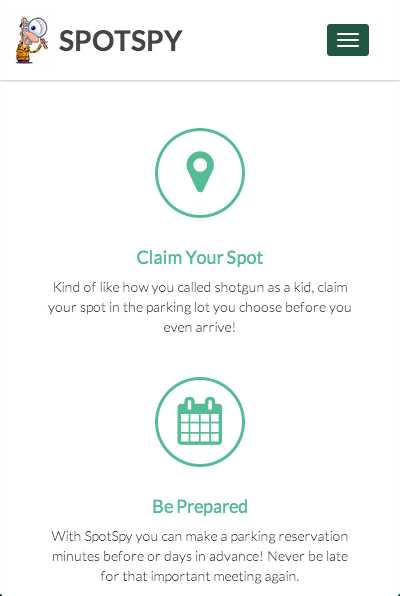 SPOTSPY
Claim Your Spot
Kind of like how you called shotgun as a kid, claim
your spot in the parking lot you choose before you
even arrive!
Be Prepared
With SpotSpy you can make a parking reservation
minutes before or days in advance! Never be late
for that important meeting again.